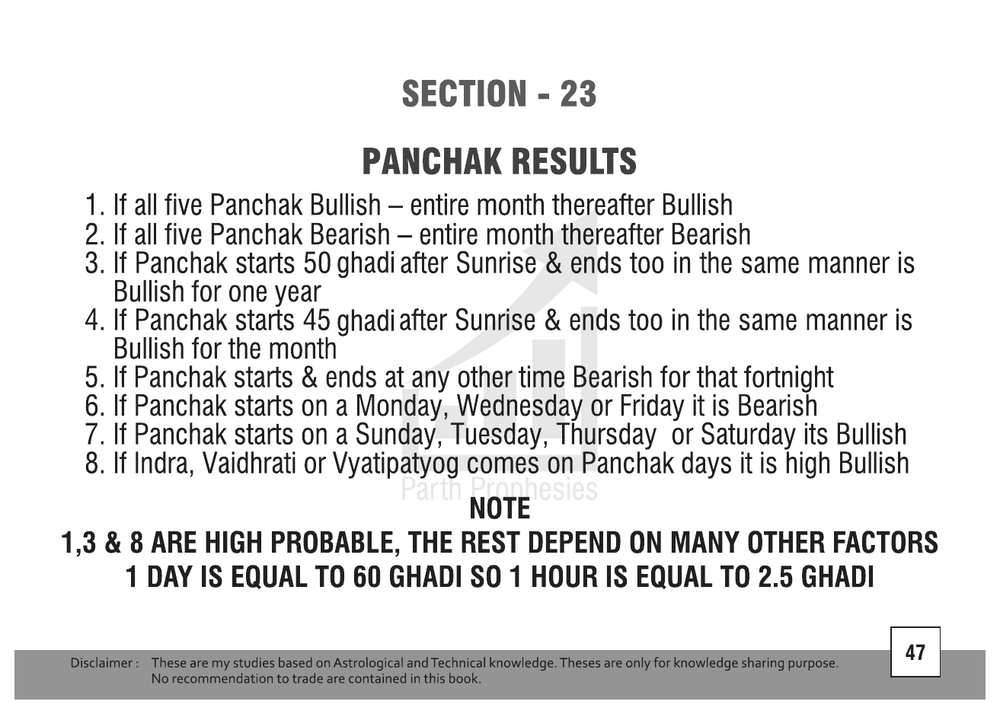 SECTION - 23
PANCHAK RESULTS
1. If all five Panchak Bullish – entire month thereafter Bullish
2. If all five Panchak Bearish – entire month thereafter Bearish
3. If Panchak starts 50 ghadi after Sunrise & ends too in the same manner is
Bullish for one year
4. If Panchak starts 45 ghadi after Sunrise & ends too in the same manner is
Bullish for the month
5. If Panchak starts & ends at any other time Bearish for that fortnight
6. If Panchak starts on a Monday, Wednesday or Friday it is Bearish
7. If Panchak starts on a Sunday, Tuesday, Thursday  or Saturday its Bullish
8. If Indra, Vaidhrati or Vyatipatyog comes on Panchak days it is high Bullish
Parth Prophesies
NOTE
1,3 & 8 ARE HIGH PROBABLE, THE REST DEPEND ON MANY OTHER FACTORS
1 DAY IS EQUAL TO 60 GHADI SO 1 HOUR IS EQUAL TO 2.5 GHADI
47
Disclaimer : These are my studies based on Astrological and Technical knowledge. Theses are only for knowledge sharing purpose.
No recommendation to trade are contained in this book.